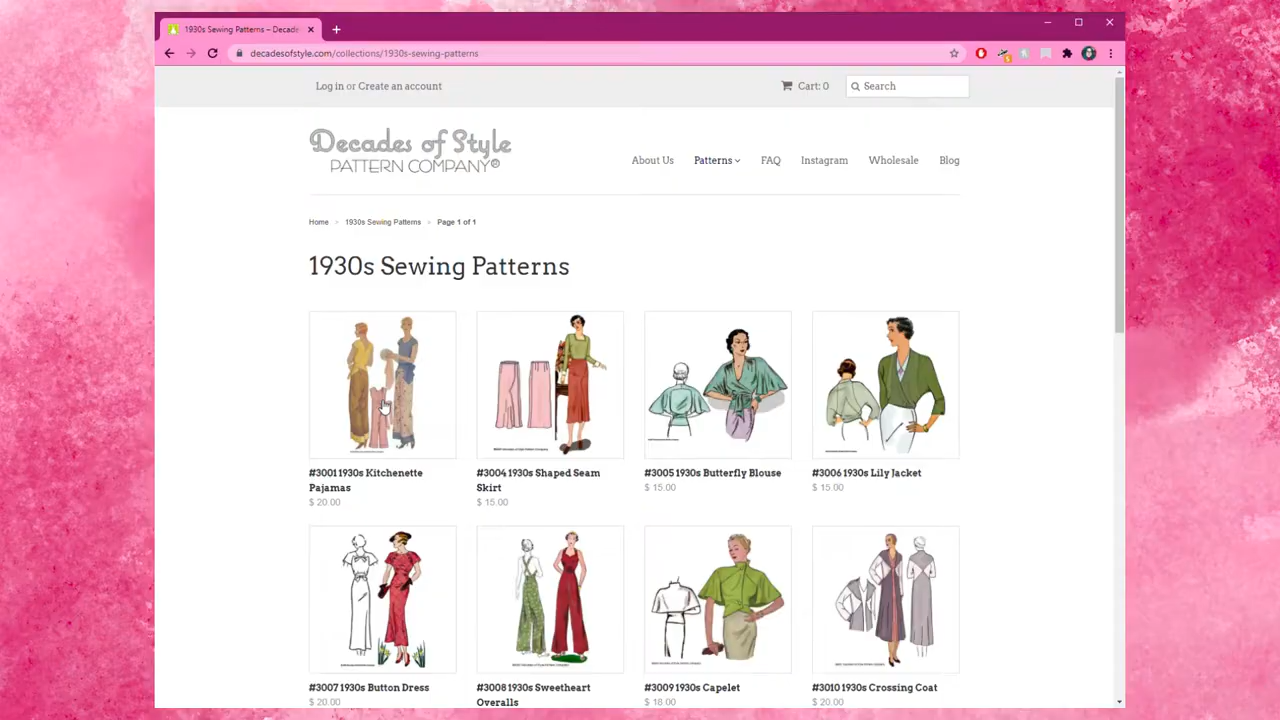 1930s Sewing Patterns – Decade
decadesofstyle.com/collections/1930s-sewing-patterns
Log in or Create an account
Cart: 0
Search
Decades of Style
PATTERN COMPANY®
About Us
Patterns
FAQ
Instagram
Wholesale
Blog
Home
1930s Sewing Patterns
Page 1 of 1
1930s Sewing Patterns
#3001 1930s Kitchenette
Pajamas
$ 20.00
#3004 1930s Shaped Seam
Skirt
$ 15.00
#3005 1930s Butterfly Blouse
$ 15.00
#3006 1930s Lily Jacket
$ 15.00
#3007 1930s Button Dress
$ 20.00
#3008 1930s Sweetheart
Overalls
#3009 1930s Capelet
$ 18.00
#3010 1930s Crossing Coat
$ 20.00